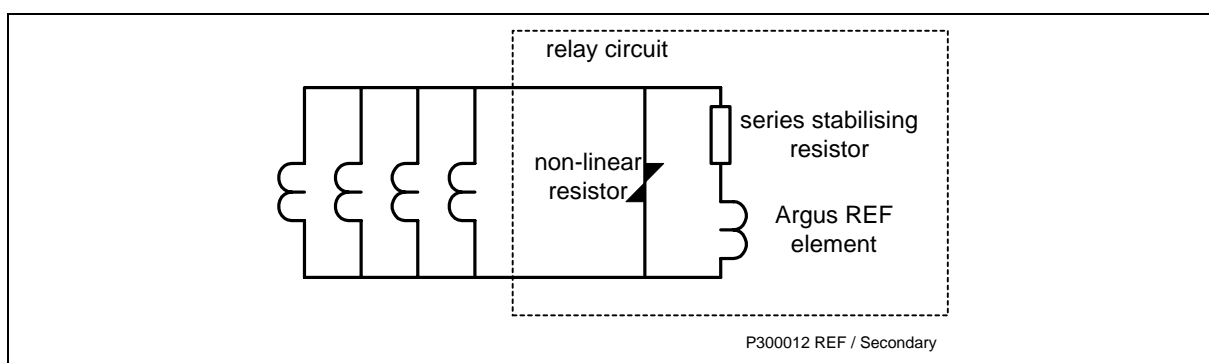 relay circuit
series stabilising
resistor
non-linear
resistor
Argus REF
element
P300012 REF / Secondary